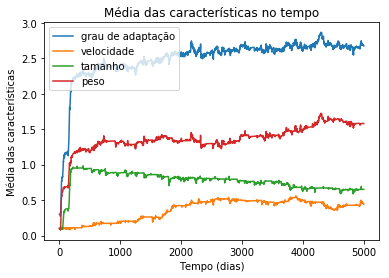 Média das características no tempo
grau de adaptação
velocidade
tamanho
peso
Média das características
3.0
2.5
2.0
1.5
1.0
0.5
0.0
0 1000 2000 3000 4000 5000
Tempo (dias)